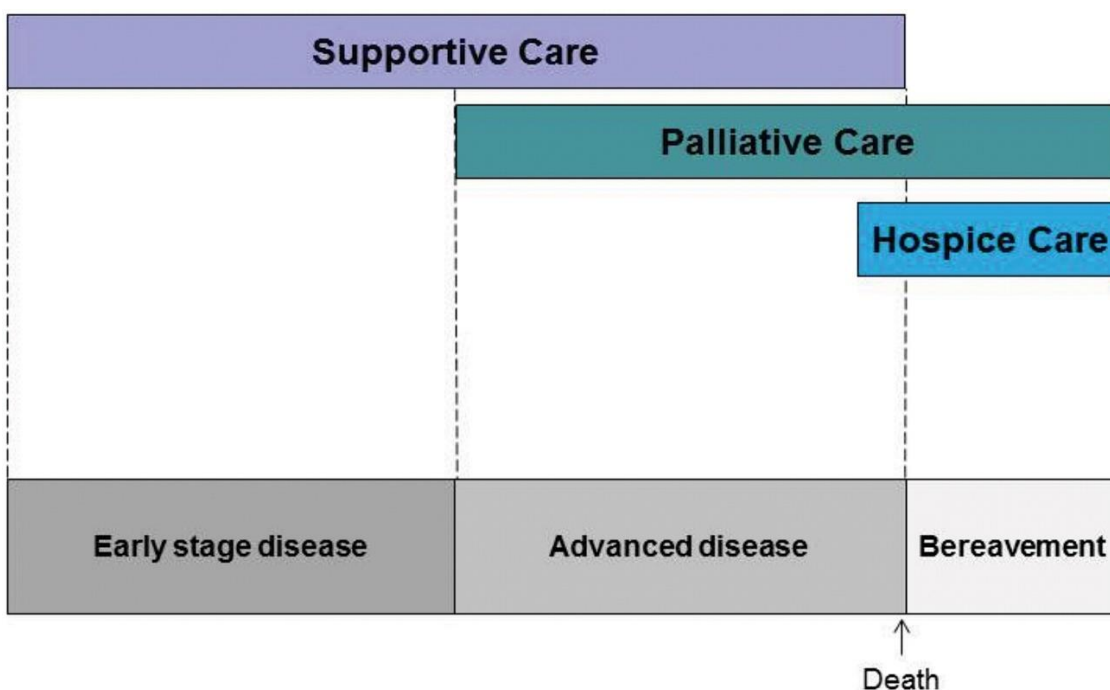 Supportive Care
Palliative Care
Hospice Care
Early stage disease
Advanced disease
Bereavement
Death